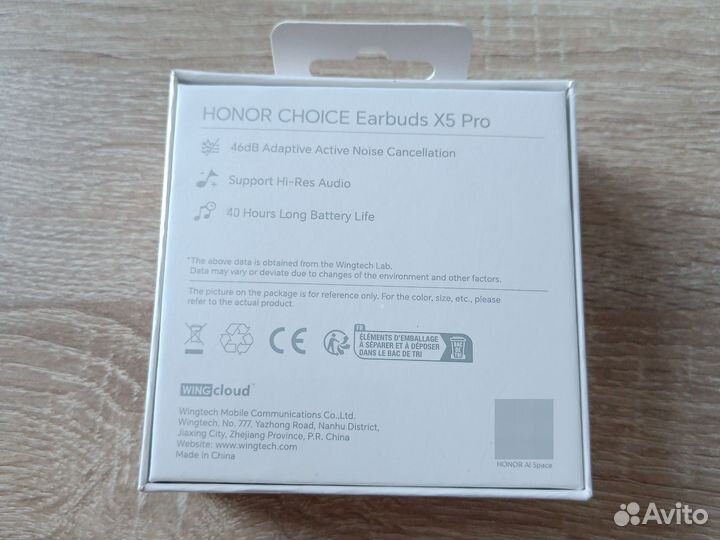 HONOR CHOICE Earbuds X5 Pro
46dB Adaptive Active Noise Cancellation
Support Hi-Res Audio
40 Hours Long Battery Life
*The above data is obtained from the Wingtech Lab.
Data may vary or deviate due to changes of the environment and other factors.
The picture on the package is for reference only. For the color, size, etc., please
refer to the actual product.
CE
FR
ÉLÉMENTS D'EMBALLAGE
À SÉPARER ET À DÉPOSER
DANS LE BAC DE TRI
BAC
DE
TRI
WINGcloud™
Wingtech Mobile Communications Co.,Ltd.
Wingtech, No. 777, Yazhong Road, Nanhu District,
Jiaxing City, Zhejiang Province, P.R. China
Website: www.wingtech.com
Made in China
HONOR AI Space
Avito